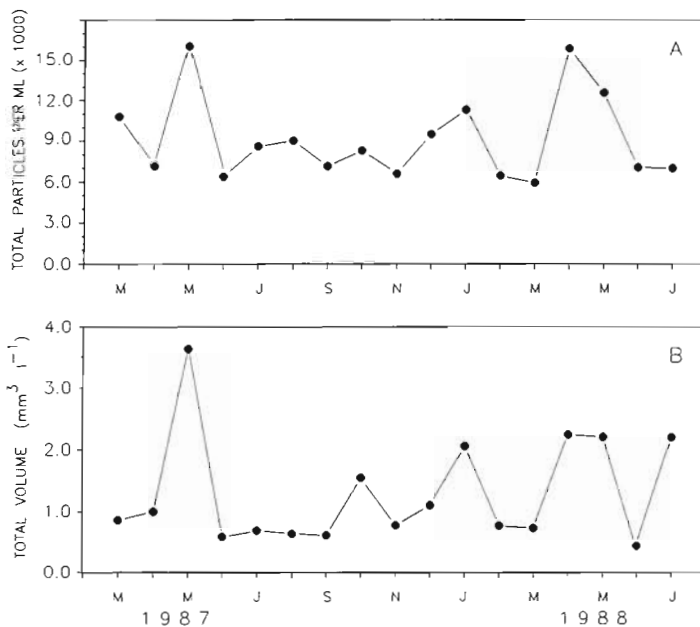 A
TOTAL PARTICLES PER ML (x 1000)
15.0
12.0
9.0
6.0
3.0
0.0
M M J S N J M M J
B
TOTAL VOLUME (mm³ l⁻¹)
4.0
3.0
2.0
1.0
0.0
M M J S N J M M J
1987 1988